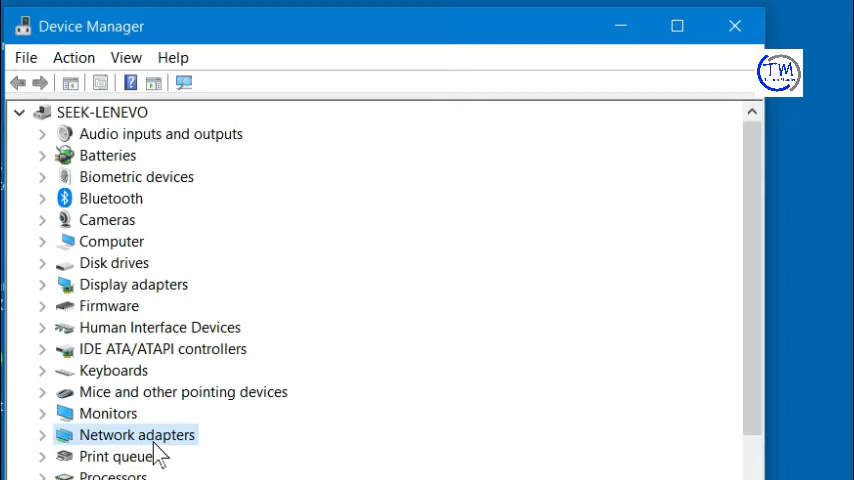 Device Manager
File Action View Help
TM
SEEK-LENEVO
Audio inputs and outputs
Batteries
Biometric devices
Bluetooth
Cameras
Computer
Disk drives
Display adapters
Firmware
Human Interface Devices
IDE ATA/ATAPI controllers
Keyboards
Mice and other pointing devices
Monitors
Network adapters
Print queue
Processors